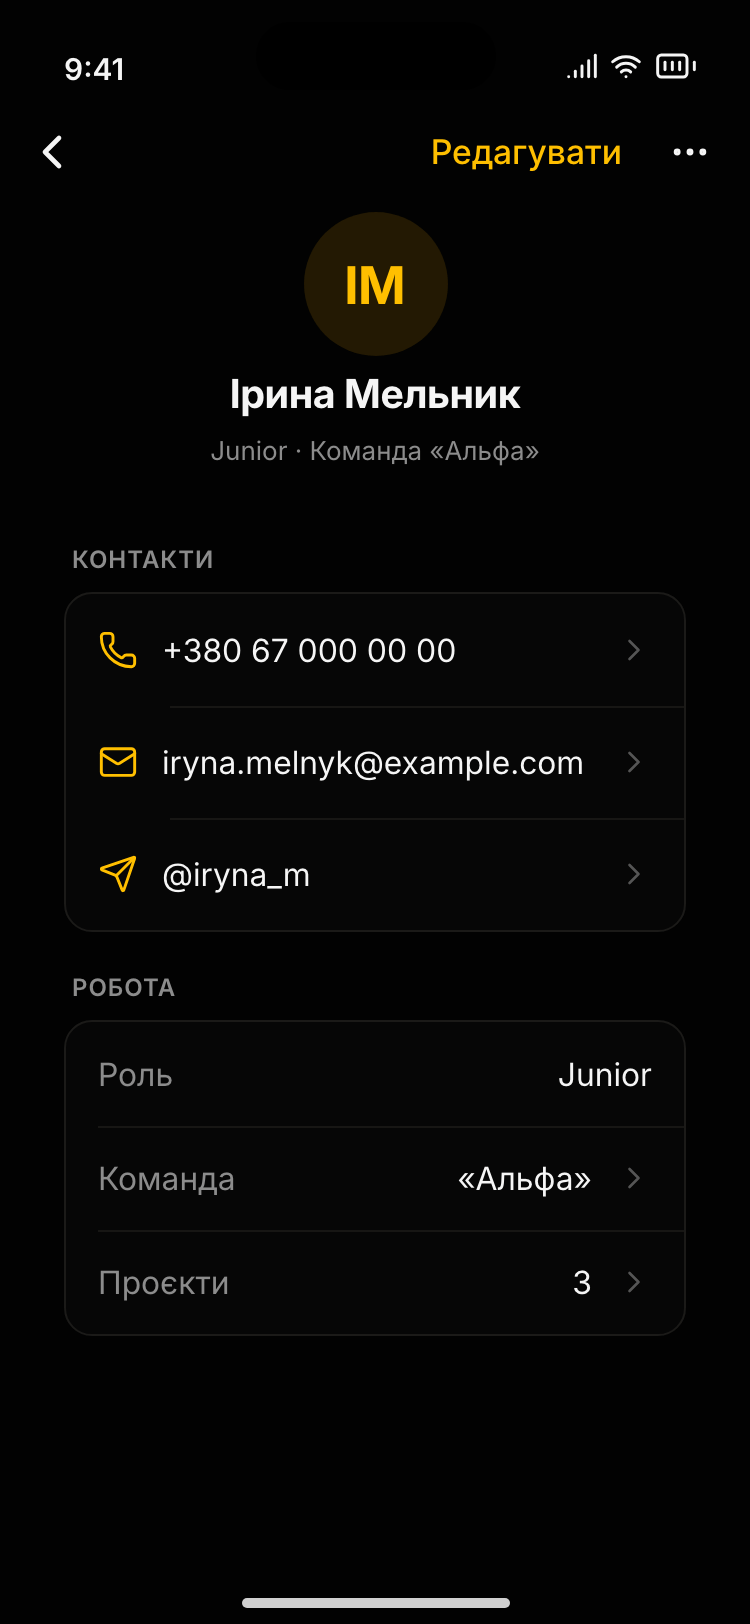 9:41
Редагувати
ІМ
Ірина Мельник
Junior · Команда «Альфа»
КОНТАКТИ
+380 67 000 00 00
iryna.melnyk@example.com
@iryna_m
РОБОТА
Роль Junior
Команда «Альфа»
Проєкти 3